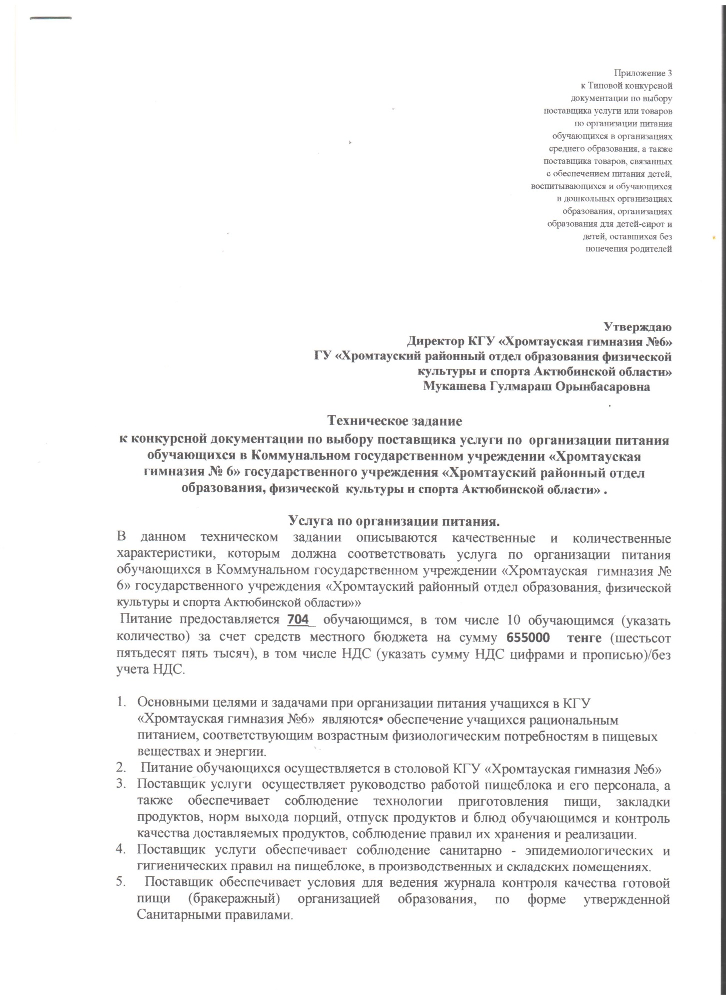 Приложение 3
к Типовой конкурсной
документации по выбору
поставщика услуги или товаров
по организации питания
обучающихся в организациях
среднего образования, а также
поставщика товаров, связанных
с обеспечением питания детей,
воспитывающихся и обучающихся
в дошкольных организациях
образования, организациях
образования для детей-сирот и
детей, оставшихся без
попечения родителей
Утверждаю
Директор КГУ «Хромтауская гимназия №6»
ГУ «Хромтауский районный отдел образования физической
культуры и спорта Актюбинской области»
Мукашева Гулмараш Орынбасаровна
Техническое задание
к конкурсной документации по выбору поставщика услуги по организации питания
обучающихся в Коммунальном государственном учреждении «Хромтауская
гимназия № 6» государственного учреждения «Хромтауский районный отдел
образования, физической культуры и спорта Актюбинской области» .
Услуга по организации питания.
В данном техническом задании описываются качественные и количественные
характеристики, которым должна соответствовать услуга по организации питания
обучающихся в Коммунальном государственном учреждении «Хромтауская гимназия №
6» государственного учреждения «Хромтауский районный отдел образования, физической
культуры и спорта Актюбинской области»»
Питание предоставляется 704_ обучающимся, в том числе 10 обучающимся (указать
количество) за счет средств местного бюджета на сумму 655000 тенге (шестьсот
пятьдесят пять тысяч), в том числе НДС (указать сумму НДС цифрами и прописью)/без
учета НДС.
1. Основными целями и задачами при организации питания учащихся в КГУ
«Хромтауская гимназия №6» являются• обеспечение учащихся рациональным
питанием, соответствующим возрастным физиологическим потребностям в пищевых
веществах и энергии.
2. Питание обучающихся осуществляется в столовой КГУ «Хромтауская гимназия №6»
3. Поставщик услуги осуществляет руководство работой пищеблока и его персонала, а
также обеспечивает соблюдение технологии приготовления пищи, закладки
продуктов, норм выхода порций, отпуск продуктов и блюд обучающимся и контроль
качества доставляемых продуктов, соблюдение правил их хранения и реализации.
4. Поставщик услуги обеспечивает соблюдение санитарно - эпидемиологических и
гигиенических правил на пищеблоке, в производственных и складских помещениях.
5. Поставщик обеспечивает условия для ведения журнала контроля качества готовой
пищи (бракеражный) организацией образования, по форме утвержденной
Санитарными правилами.